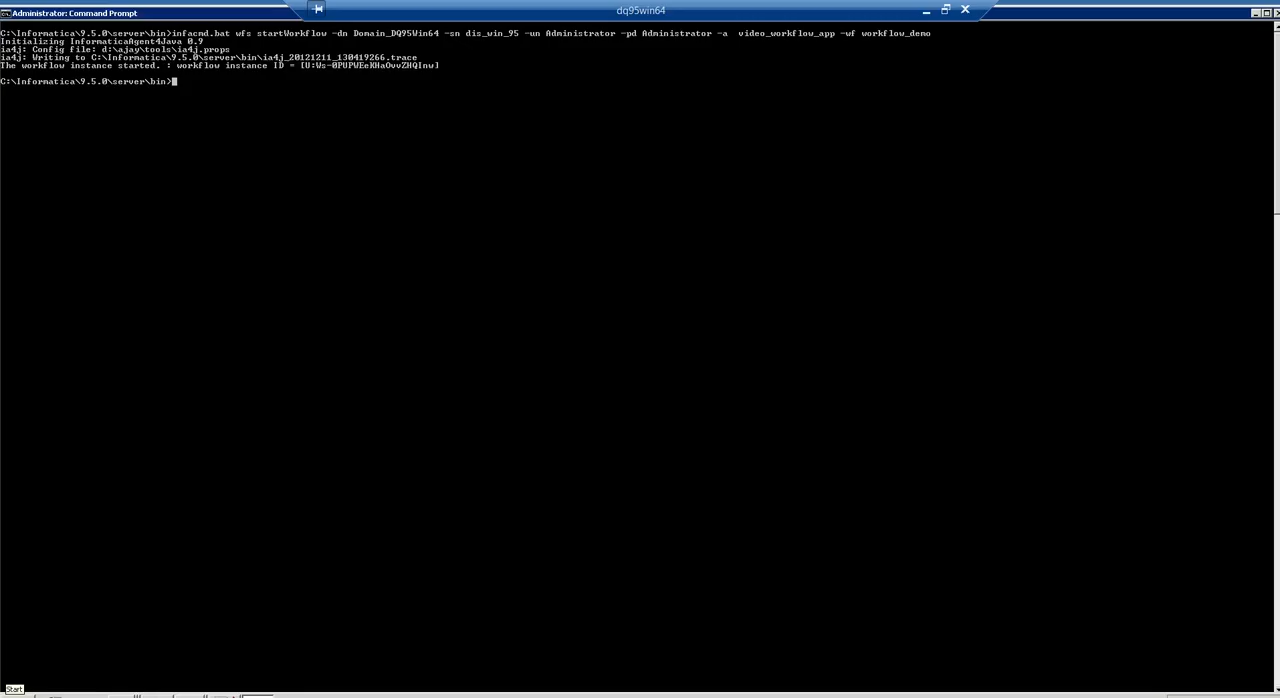 dq95win64
Administrator: Command Prompt
C:\Informatica\9.5.0\server\bin>infacmd.bat wfs startWorkflow -dn Domain_DQ95Win64 -sn dis_win_95 -un Administrator -pd Administrator -a  video_workflow_app -wf workflow_demo
Initializing InformaticaAgent4Java 0.9
ia4j: Config file: d:\ajay\tools\ia4j.props
ia4j: Writing to C:\Informatica\9.5.0\server\bin\ia4j_20121211_130419266.trace
The workflow instance started. : workflow instance ID = [U:Ws-0PUPWEeKHaOvvZHQInw]
C:\Informatica\9.5.0\server\bin>
Start